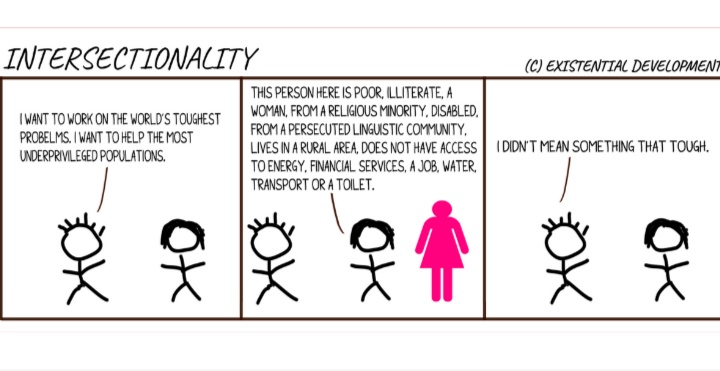 INTERSECTIONALITY
(C) EXISTENTIAL DEVELOPMENT
I WANT TO WORK ON THE WORLD'S TOUGHEST
PROBELMS. I WANT TO HELP THE MOST
UNDERPRIVILEGED POPULATIONS.
THIS PERSON HERE IS POOR, ILLITERATE, A
WOMAN, FROM A RELIGIOUS MINORITY, DISABLED,
FROM A PERSECUTED LINGUISTIC COMMUNITY,
LIVES IN A RURAL AREA, DOES NOT HAVE ACCESS
TO ENERGY, FINANCIAL SERVICES, A JOB, WATER,
TRANSPORT OR A TOILET.
I DIDN'T MEAN SOMETHING THAT TOUGH.